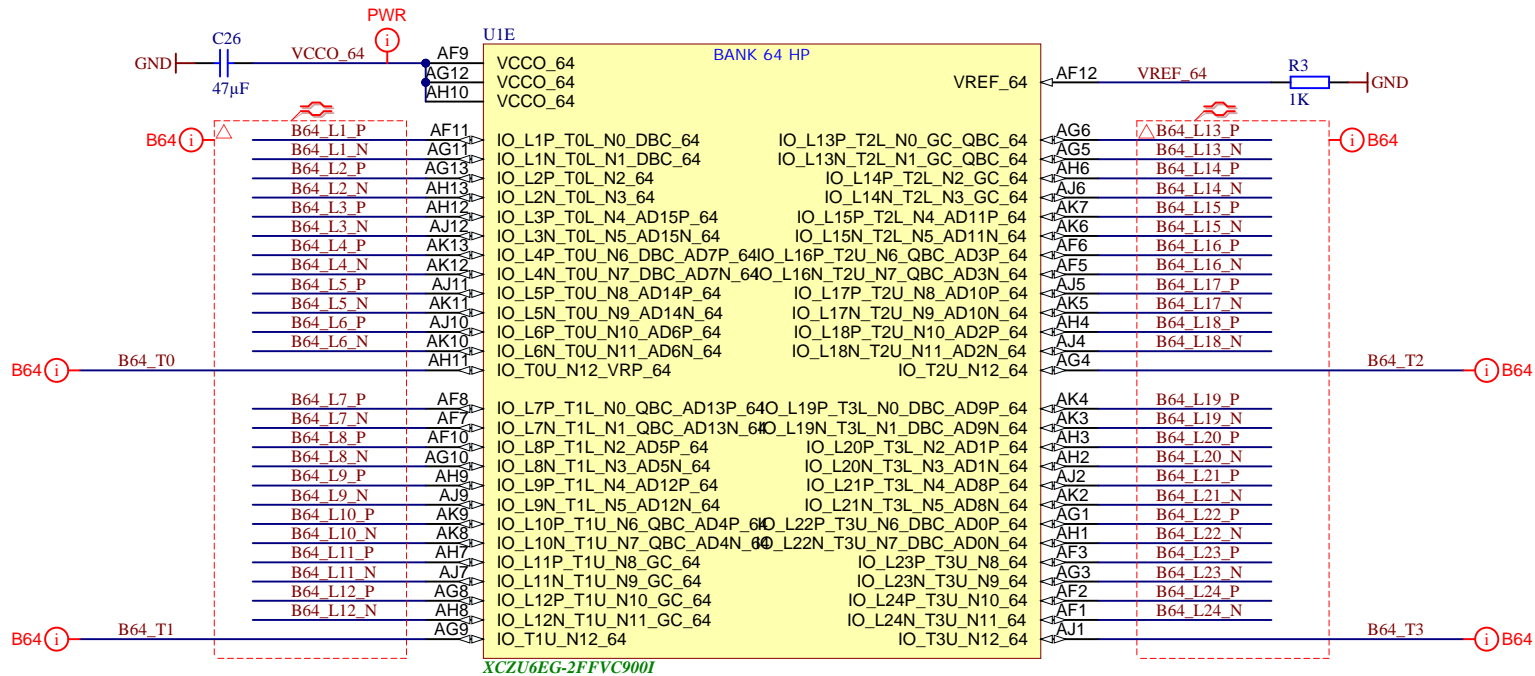 PWR
C26
VCCO_64
GND
47µF
U1E
BANK 64 HP
AF9 VCCO_64
AG12 VCCO_64
AH10 VCCO_64
VREF_64 AF12 VREF_64
R3
1K
GND
B64 i B64_L1_P AF11 IO_L1P_T0L_N0_DBC_64 IO_L13P_T2L_N0_GC_QBC_64 AG6 B64_L13_P i B64
B64_L1_N AG11 IO_L1N_T0L_N1_DBC_64 IO_L13N_T2L_N1_GC_QBC_64 AG5 B64_L13_N
B64_L2_P AG13 IO_L2P_T0L_N2_64 IO_L14P_T2L_N2_GC_64 AH6 B64_L14_P
B64_L2_N AH13 IO_L2N_T0L_N3_64 IO_L14N_T2L_N3_GC_64 AJ6 B64_L14_N
B64_L3_P AH12 IO_L3P_T0L_N4_AD15P_64 IO_L15P_T2L_N4_AD11P_64 AK7 B64_L15_P
B64_L3_N AJ12 IO_L3N_T0L_N5_AD15N_64 IO_L15N_T2L_N5_AD11N_64 AK6 B64_L15_N
B64_L4_P AK13 IO_L4P_T0U_N6_DBC_AD7P_64 IO_L16P_T2U_N6_QBC_AD3P_64 AF6 B64_L16_P
B64_L4_N AK12 IO_L4N_T0U_N7_DBC_AD7N_64 IO_L16N_T2U_N7_QBC_AD3N_64 AF5 B64_L16_N
B64_L5_P AJ11 IO_L5P_T0U_N8_AD14P_64 IO_L17P_T2U_N8_AD10P_64 AJ5 B64_L17_P
B64_L5_N AK11 IO_L5N_T0U_N9_AD14N_64 IO_L17N_T2U_N9_AD10N_64 AK5 B64_L17_N
B64_L6_P AJ10 IO_L6P_T0U_N10_AD6P_64 IO_L18P_T2U_N10_AD2P_64 AH4 B64_L18_P
B64_L6_N AK10 IO_L6N_T0U_N11_AD6N_64 IO_L18N_T2U_N11_AD2N_64 AJ4 B64_L18_N
B64 i B64_T0 AH11 IO_T0U_N12_VRP_64 IO_T2U_N12_64 AG4 B64_T2 i B64
B64_L7_P AF8 IO_L7P_T1L_N0_QBC_AD13P_64 IO_L19P_T3L_N0_DBC_AD9P_64 AK4 B64_L19_P
B64_L7_N AF7 IO_L7N_T1L_N1_QBC_AD13N_64 IO_L19N_T3L_N1_DBC_AD9N_64 AK3 B64_L19_N
B64_L8_P AF10 IO_L8P_T1L_N2_AD5P_64 IO_L20P_T3L_N2_AD1P_64 AH3 B64_L20_P
B64_L8_N AG10 IO_L8N_T1L_N3_AD5N_64 IO_L20N_T3L_N3_AD1N_64 AH2 B64_L20_N
B64_L9_P AH9 IO_L9P_T1L_N4_AD12P_64 IO_L21P_T3L_N4_AD8P_64 AJ2 B64_L21_P
B64_L9_N AJ9 IO_L9N_T1L_N5_AD12N_64 IO_L21N_T3L_N5_AD8N_64 AK2 B64_L21_N
B64_L10_P AK9 IO_L10P_T1U_N6_QBC_AD4P_64 IO_L22P_T3U_N6_DBC_AD0P_64 AG1 B64_L22_P
B64_L10_N AK8 IO_L10N_T1U_N7_QBC_AD4N_64 IO_L22N_T3U_N7_DBC_AD0N_64 AH1 B64_L22_N
B64_L11_P AH7 IO_L11P_T1U_N8_GC_64 IO_L23P_T3U_N8_64 AF3 B64_L23_P
B64_L11_N AJ7 IO_L11N_T1U_N9_GC_64 IO_L23N_T3U_N9_64 AG3 B64_L23_N
B64_L12_P AG8 IO_L12P_T1U_N10_GC_64 IO_L24P_T3U_N10_64 AF2 B64_L24_P
B64_L12_N AH8 IO_L12N_T1U_N11_GC_64 IO_L24N_T3U_N11_64 AF1 B64_L24_N
B64 i B64_T1 AG9 IO_T1U_N12_64 IO_T3U_N12_64 AJ1 B64_T3 i B64
XCZU6EG-2FFVC900I